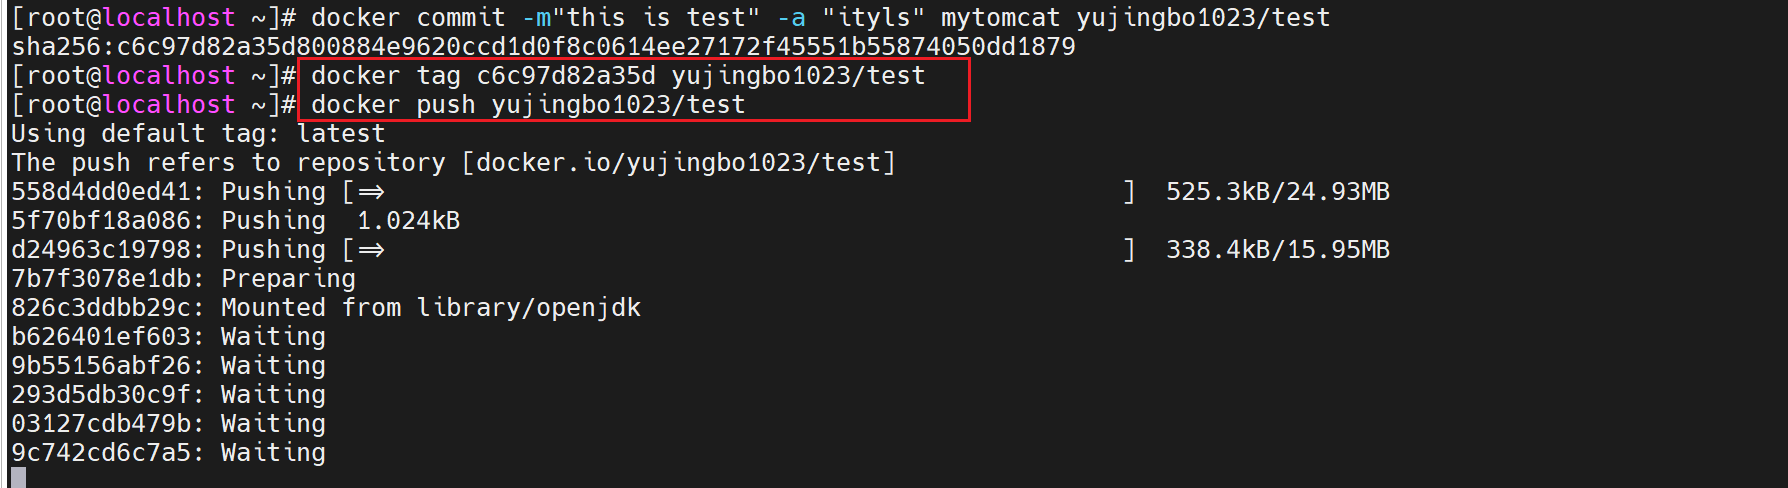 [root@localhost ~]# docker commit -m"this is test" -a "ityls" mytomcat yujingbo1023/test
sha256:c6c97d82a35d800884e9620ccd1d0f8c0614ee27172f45551b55874050dd1879
[root@localhost ~]# docker tag c6c97d82a35d yujingbo1023/test
[root@localhost ~]# docker push yujingbo1023/test
Using default tag: latest
The push refers to repository [docker.io/yujingbo1023/test]
558d4dd0ed41: Pushing [=>                                                 ]  525.3kB/24.93MB
5f70bf18a086: Pushing  1.024kB
d24963c19798: Pushing [=>                                                 ]  338.4kB/15.95MB
7b7f3078e1db: Preparing
826c3ddbb29c: Mounted from library/openjdk
b626401ef603: Waiting
9b55156abf26: Waiting
293d5db30c9f: Waiting
03127cdb479b: Waiting
9c742cd6c7a5: Waiting